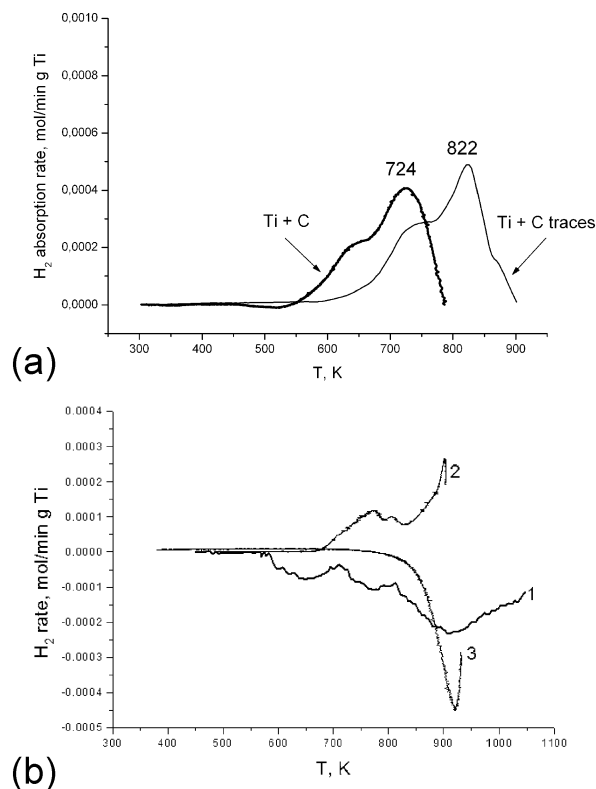 0,0010
0,0008
0,0006
0,0004
0,0002
0,0000
H2 absorption rate, mol/min g Ti
724
822
Ti + C
Ti + C traces
300 400 500 600 700 800 900
T, K
(a)
0.0004
0.0003
0.0002
0.0001
0.0000
-0.0001
-0.0002
-0.0003
-0.0004
-0.0005
H2 rate, mol/min g Ti
2
1
3
300 400 500 600 700 800 900 1000 1100
T, K
(b)